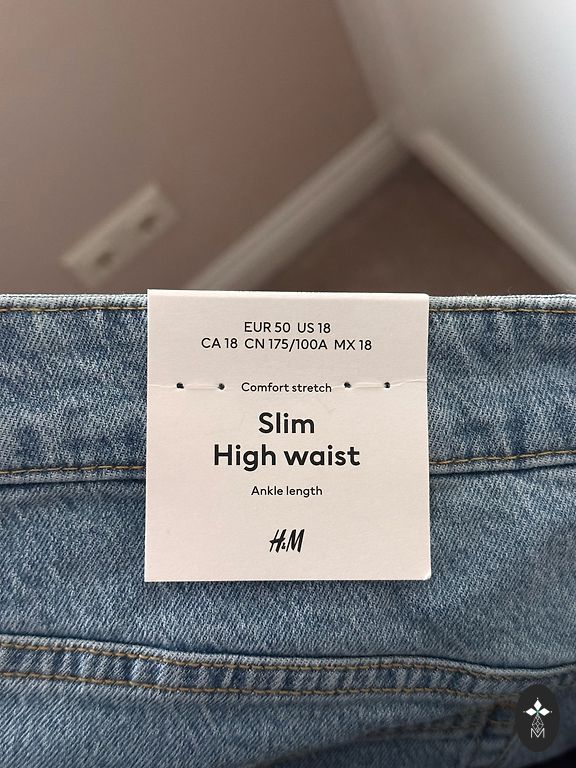 EUR 50 US 18
CA 18 CN 175/100A MX 18
Comfort stretch
Slim
High waist
Ankle length
H&M
M